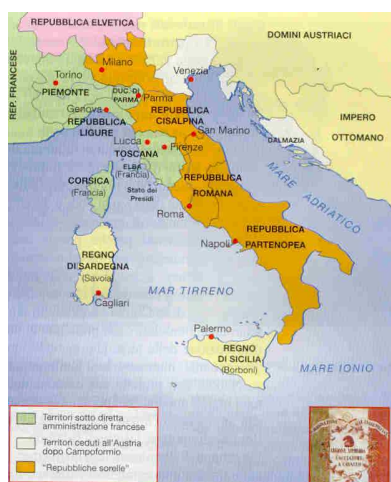 REPUBBLICA ELVETICA
DOMINI AUSTRIACI
REP. FRANCESE
Milano
Venezia
Torino
PIEMONTE
DUC. DI
PARMA
Parma
REPUBBLICA
CISALPINA
IMPERO
OTTOMANO
Genova
REPUBBLICA
LIGURE
San Marino
DALMAZIA
Lucca
TOSCANA
Firenze
ELBA
(Francia)
CORSICA
(Francia)
Stato dei
Presidi
REPUBBLICA
ROMANA
MARE ADRIATICO
Roma
REPUBBLICA
PARTENOPEA
Napoli
REGNO
DI SARDEGNA
(Savoia)
Cagliari
MAR TIRRENO
Palermo
REGNO
DI SICILIA
(Borboni)
MARE IONIO
Territori sotto diretta
amministrazione francese
Territori ceduti all'Austria
dopo Campoformio
"Repubbliche sorelle"